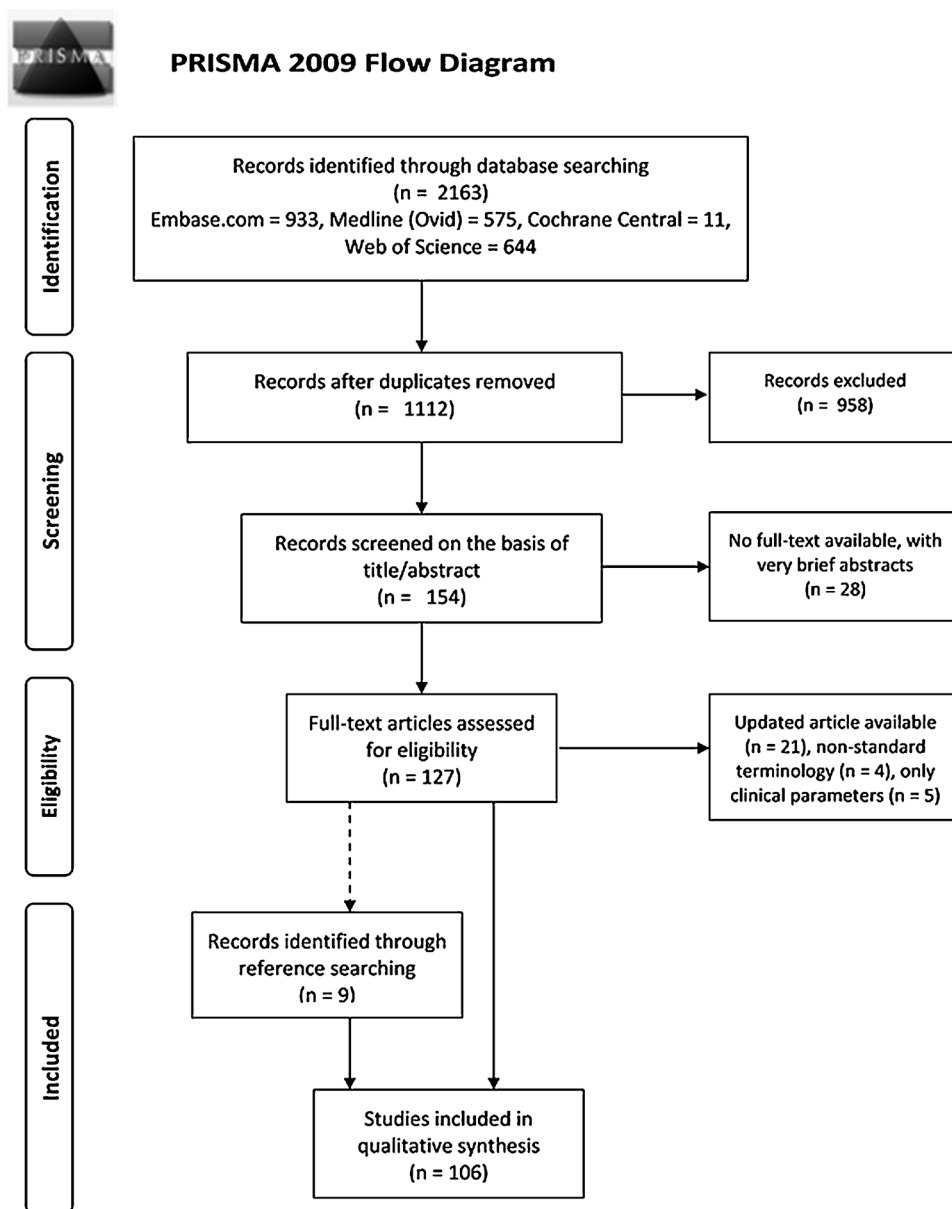 PRISMA
PRISMA 2009 Flow Diagram
Identification
Records identified through database searching
(n = 2163)
Embase.com = 933, Medline (Ovid) = 575, Cochrane Central = 11,
Web of Science = 644
Screening
Records after duplicates removed
(n = 1112)
Records excluded
(n = 958)
Records screened on the basis of
title/abstract
(n = 154)
No full-text available, with
very brief abstracts
(n = 28)
Eligibility
Full-text articles assessed
for eligibility
(n = 127)
Updated article available
(n = 21), non-standard
terminology (n = 4), only
clinical parameters (n = 5)
Included
Records identified through
reference searching
(n = 9)
Studies included in
qualitative synthesis
(n = 106)